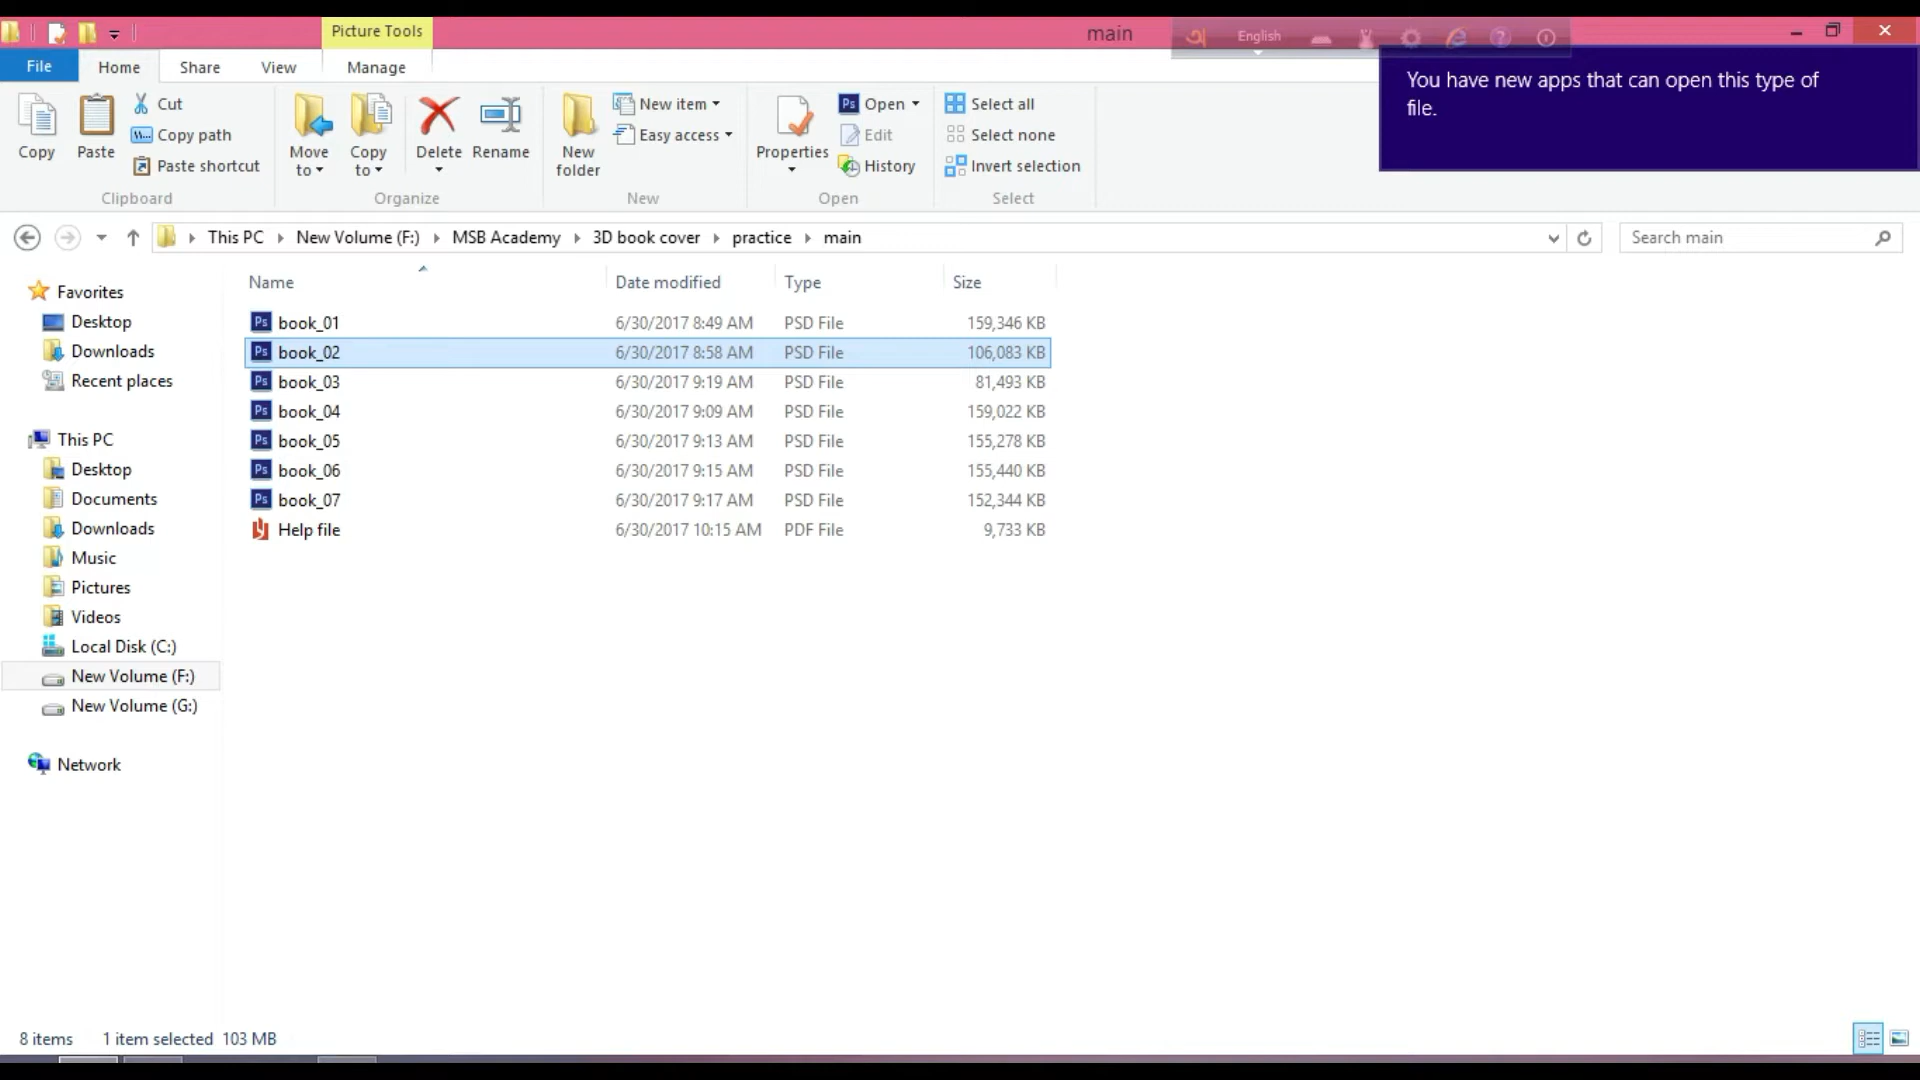 Picture Tools
main
অ English
You have new apps that can open this type of
file.
File Home Share View Manage
Copy
Paste
Cut
Copy path
Paste shortcut
Clipboard
Move
to
Copy
to
Delete
Rename
Organize
New
folder
New item
Easy access
New
Properties
Ps Open
Edit
History
Open
Select all
Select none
Invert selection
Select
This PC New Volume (F:) MSB Academy 3D book cover practice main
Search main
Favorites
Desktop
Downloads
Recent places
This PC
Desktop
Documents
Downloads
Music
Pictures
Videos
Local Disk (C:)
New Volume (F:)
New Volume (G:)
Network
Name Date modified Type Size
Ps book_01 6/30/2017 8:49 AM PSD File 159,346 KB
Ps book_02 6/30/2017 8:58 AM PSD File 106,083 KB
Ps book_03 6/30/2017 9:19 AM PSD File 81,493 KB
Ps book_04 6/30/2017 9:09 AM PSD File 159,022 KB
Ps book_05 6/30/2017 9:13 AM PSD File 155,278 KB
Ps book_06 6/30/2017 9:15 AM PSD File 155,440 KB
Ps book_07 6/30/2017 9:17 AM PSD File 152,344 KB
Help file 6/30/2017 10:15 AM PDF File 9,733 KB
8 items 1 item selected 103 MB